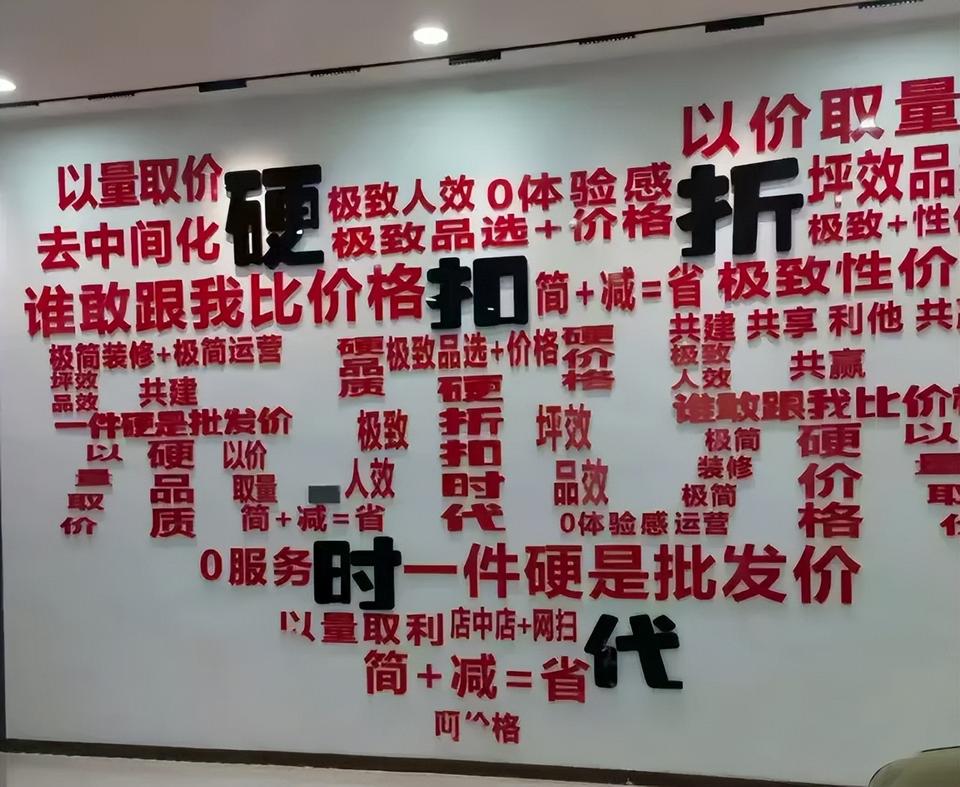 以价取量
以量取价
硬
极致人效 0体验感
折
坪效品
去中间化
极致品选+价格
极致+性
谁敢跟我比价格
扣
简+减=省
极致性价
共建 共享 利他 共
极简装修+极简运营
硬品质
极致品选+价格
硬价格
极致人效
共赢
坪效
品效
共建
硬折扣时代
谁敢跟我比价
一件硬是批发价
极致
人效
坪效
品效
极简
装修
极简
硬价格
以
以量取价
硬品质
以价
取量
量
取
简+减=省
0体验感运营
0服务
时
一件硬是批发价
以量取利
店中店+网扫
代
简+减=省
格